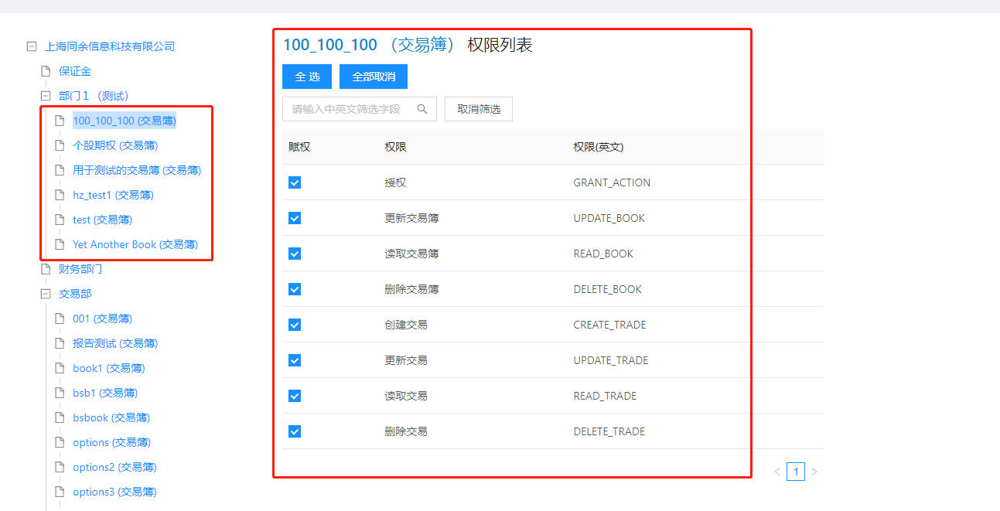 上海同余信息科技有限公司
保证金
部门１（测试）
100_100_100 (交易簿)
个股期权 (交易簿)
用于测试的交易簿 (交易簿)
hz_test1 (交易簿)
test (交易簿)
Yet Another Book (交易簿)
财务部门
交易部
001 (交易簿)
报告测试 (交易簿)
book1 (交易簿)
bsb1 (交易簿)
bsbook (交易簿)
options (交易簿)
options2 (交易簿)
options3 (交易簿)
100_100_100 （交易簿） 权限列表
全 选 全部取消
请输入中英文筛选字段 取消筛选
赋权 权限 权限(英文)
授权 GRANT_ACTION
更新交易簿 UPDATE_BOOK
读取交易簿 READ_BOOK
删除交易簿 DELETE_BOOK
创建交易 CREATE_TRADE
更新交易 UPDATE_TRADE
读取交易 READ_TRADE
删除交易 DELETE_TRADE
< 1 >